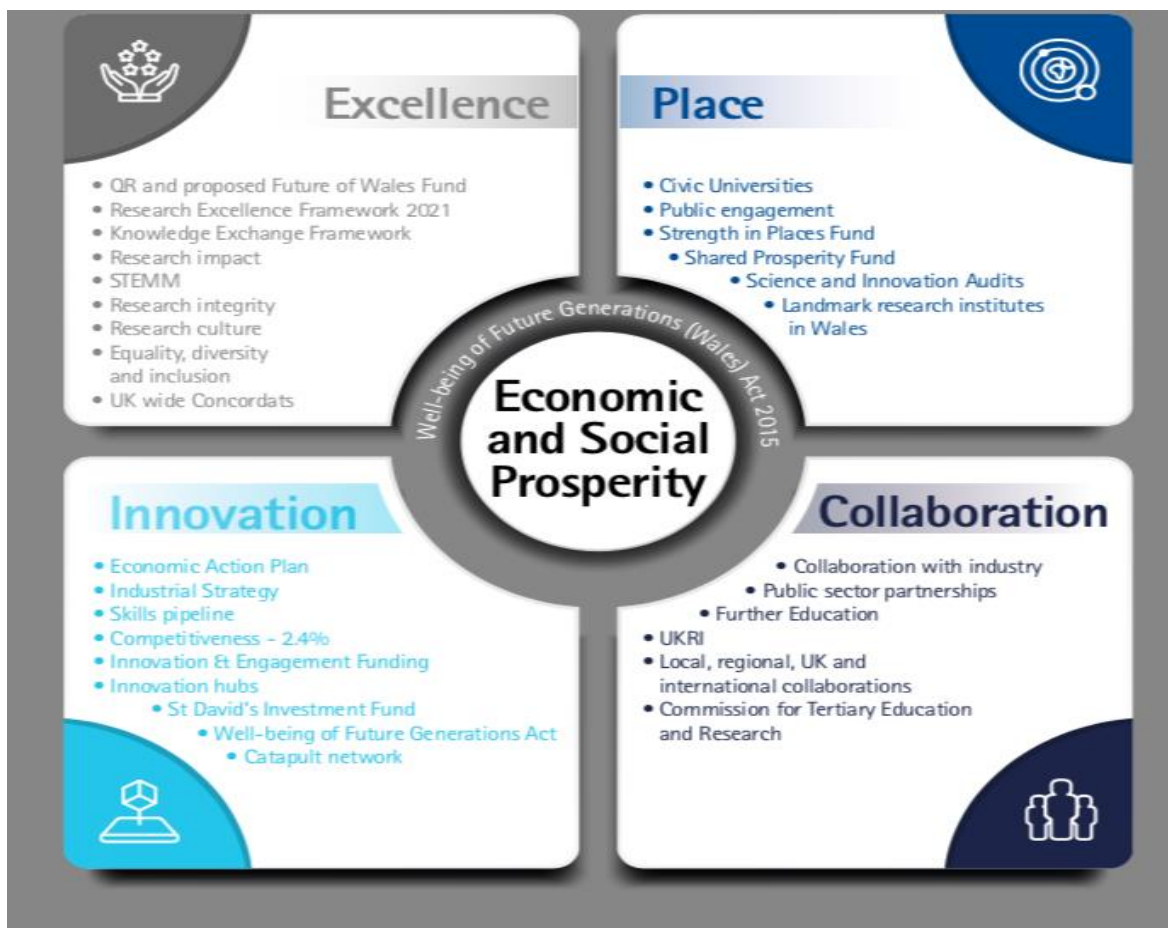 Excellence
• QR and proposed Future of Wales Fund
• Research Excellence Framework 2021
• Knowledge Exchange Framework
• Research impact
• STEMM
• Research integrity
• Research culture
• Equality, diversity
and inclusion
• UK wide Concordats
Place
• Civic Universities
• Public engagement
• Strength in Places Fund
• Shared Prosperity Fund
• Science and Innovation Audits
• Landmark research institutes
in Wales
Well-being of Future Generations (Wales) Act 2015
Economic
and Social
Prosperity
Innovation
• Economic Action Plan
• Industrial Strategy
• Skills pipeline
• Competitiveness - 2.4%
• Innovation & Engagement Funding
• Innovation hubs
• St David's Investment Fund
• Well-being of Future Generations Act
• Catapult network
Collaboration
• Collaboration with industry
• Public sector partnerships
• Further Education
• UKRI
• Local, regional, UK and
international collaborations
• Commission for Tertiary Education
and Research